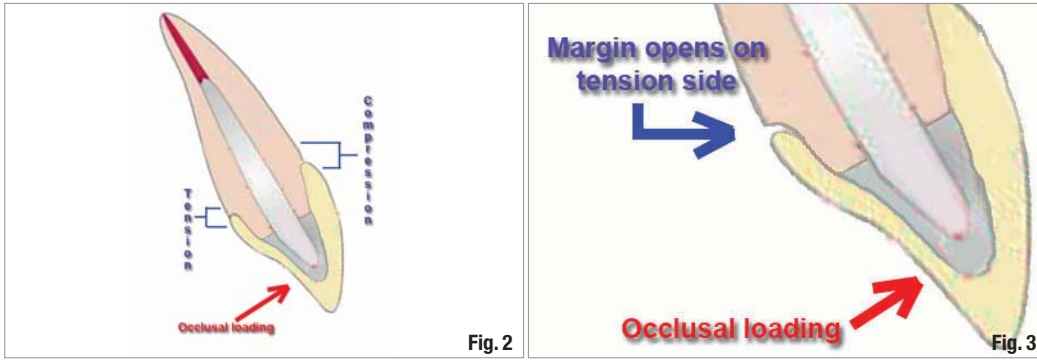 Compression
Tension
Occlusal loading
Fig. 2
Margin opens on
tension side
Occlusal loading
Fig. 3